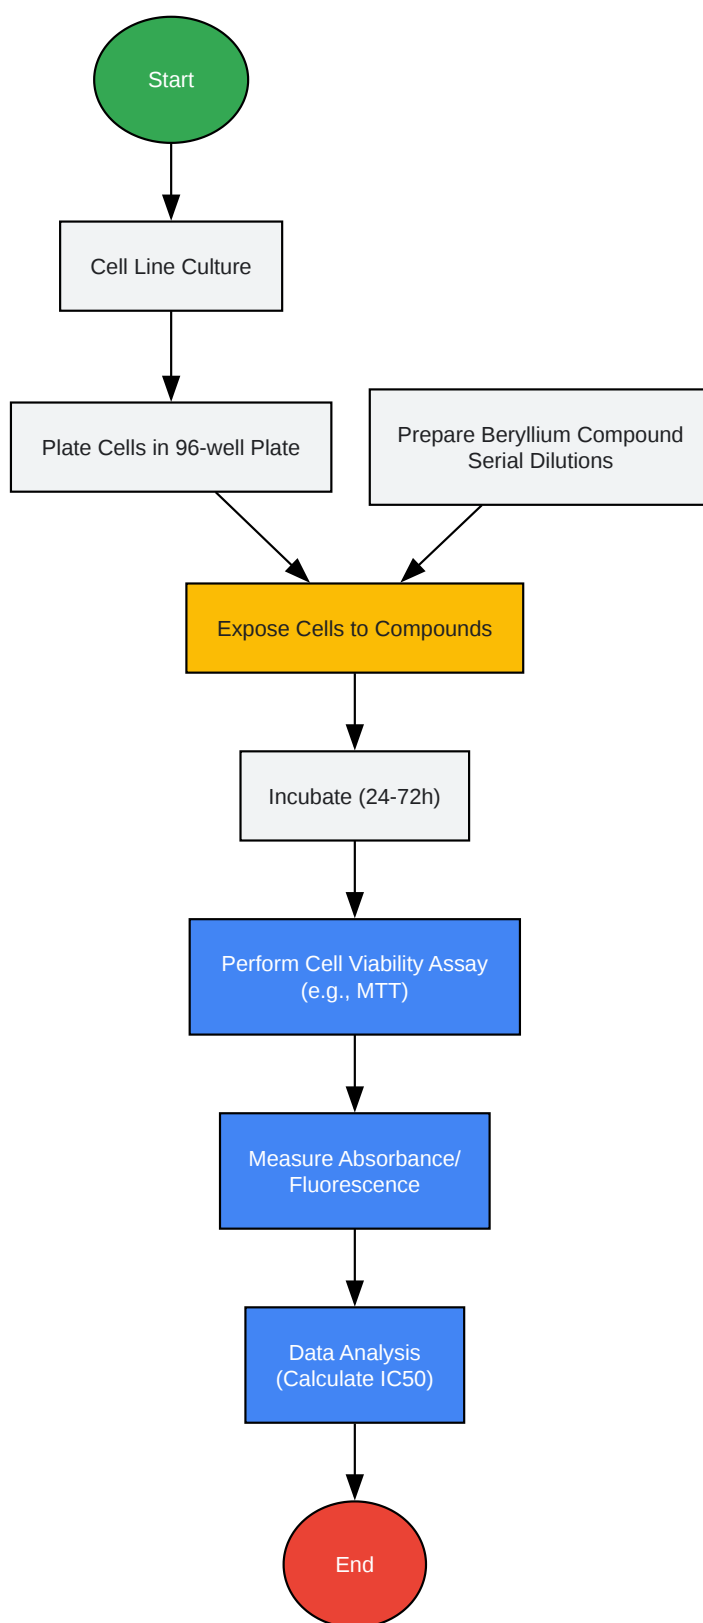 Start
Cell Line Culture
Plate Cells in 96-well Plate
Prepare Beryllium Compound
Serial Dilutions
Expose Cells to Compounds
Incubate (24-72h)
Perform Cell Viability Assay
(e.g., MTT)
Measure Absorbance/
Fluorescence
Data Analysis
(Calculate IC50)
End